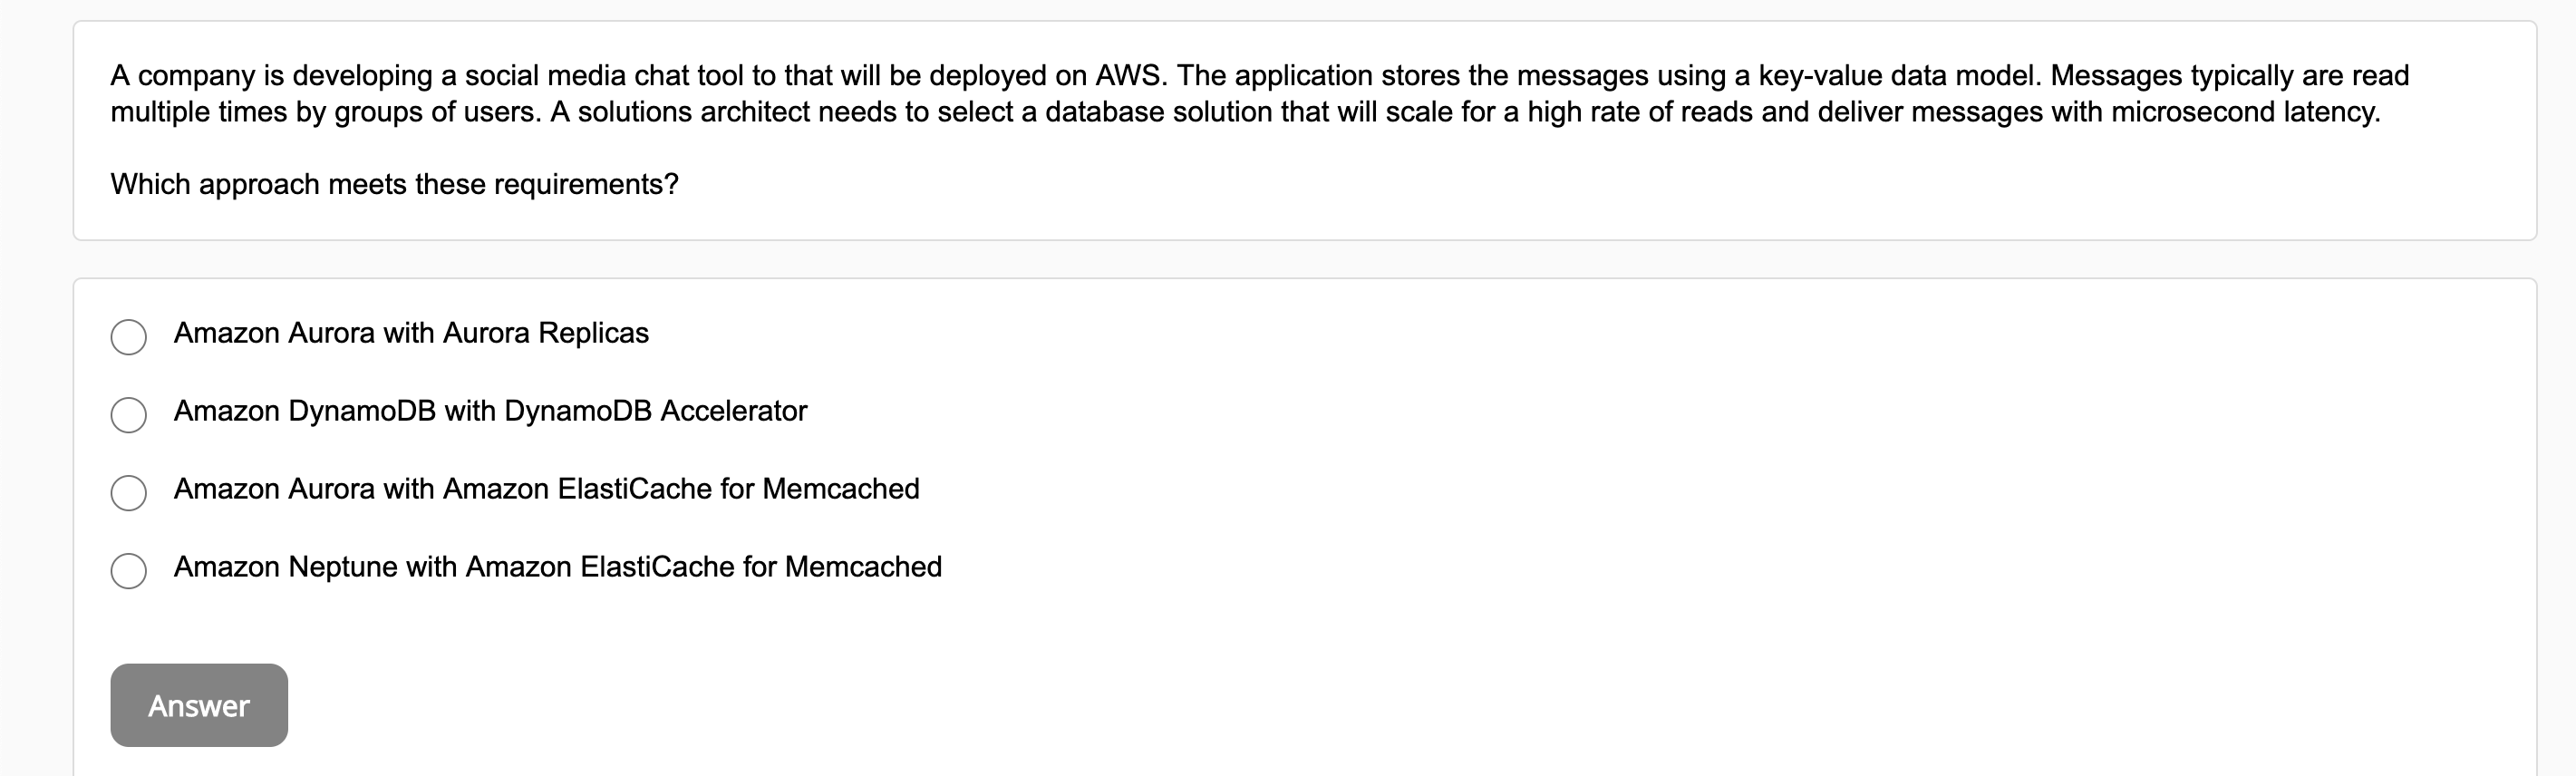 A company is developing a social media chat tool to that will be deployed on AWS. The application stores the messages using a key-value data model. Messages typically are read
multiple times by groups of users. A solutions architect needs to select a database solution that will scale for a high rate of reads and deliver messages with microsecond latency.
Which approach meets these requirements?
Amazon Aurora with Aurora Replicas
Amazon DynamoDB with DynamoDB Accelerator
Amazon Aurora with Amazon ElastiCache for Memcached
Amazon Neptune with Amazon ElastiCache for Memcached
Answer